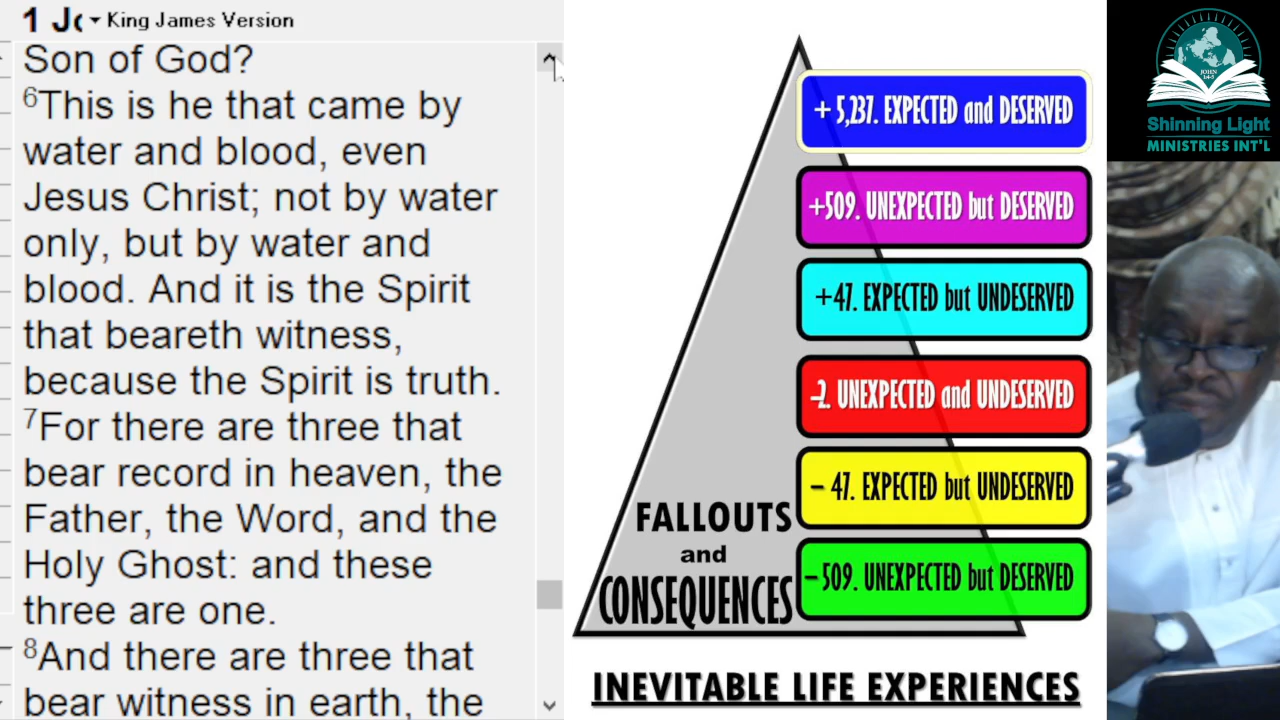 1 Jo King James Version
Son of God?
6This is he that came by
water and blood, even
Jesus Christ; not by water
only, but by water and
blood. And it is the Spirit
that beareth witness,
because the Spirit is truth.
7For there are three that
bear record in heaven, the
Father, the Word, and the
Holy Ghost: and these
three are one.
8And there are three that
bear witness in earth, the
+ 5,237. EXPECTED and DESERVED
+509. UNEXPECTED but DESERVED
+47. EXPECTED but UNDESERVED
-2. UNEXPECTED and UNDESERVED
– 47. EXPECTED but UNDESERVED
– 509. UNEXPECTED but DESERVED
FALLOUTS
and
CONSEQUENCES
INEVITABLE LIFE EXPERIENCES
JOHN
1:4-5
Shinning Light
MINISTRIES INT'L